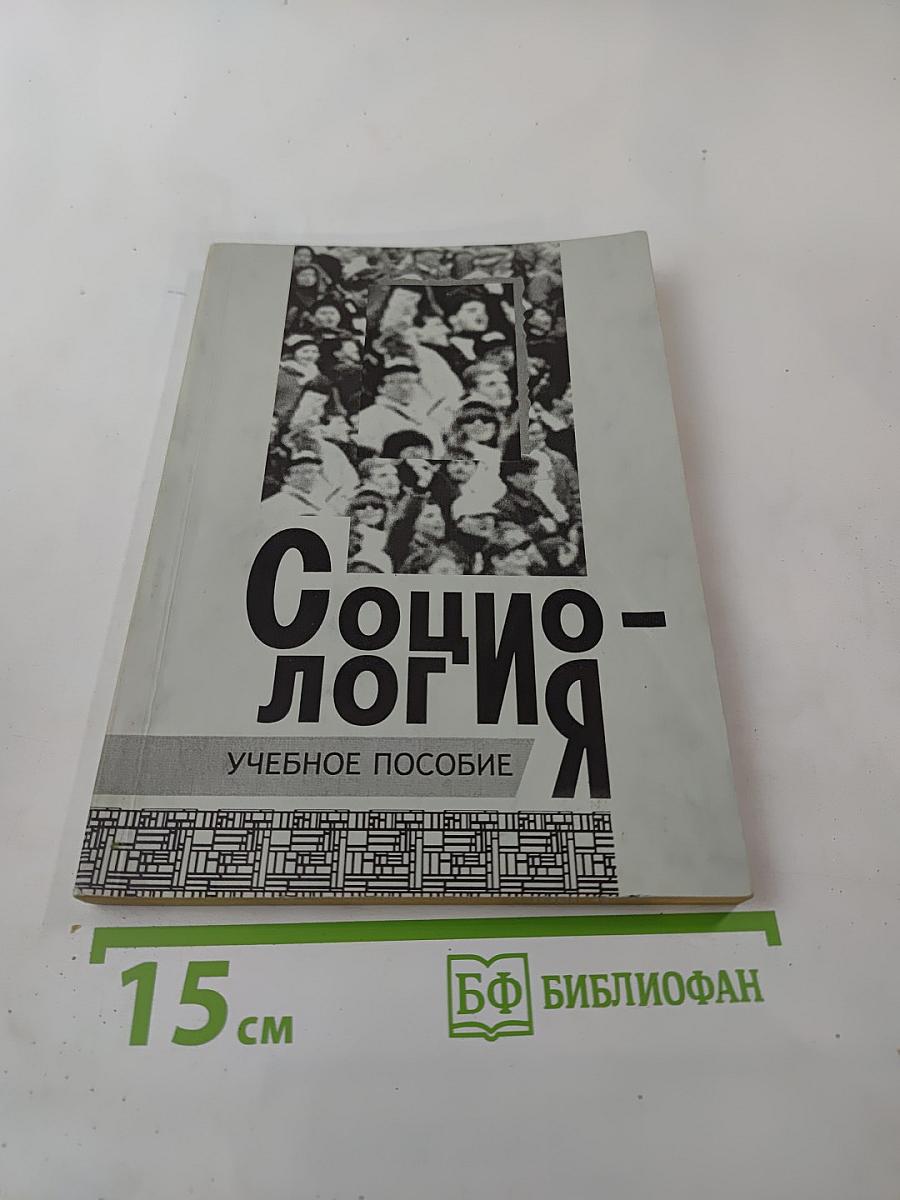 Социо-
логия
УЧЕБНОЕ ПОСОБИЕ
15 см
БФ БИБЛИОФАН